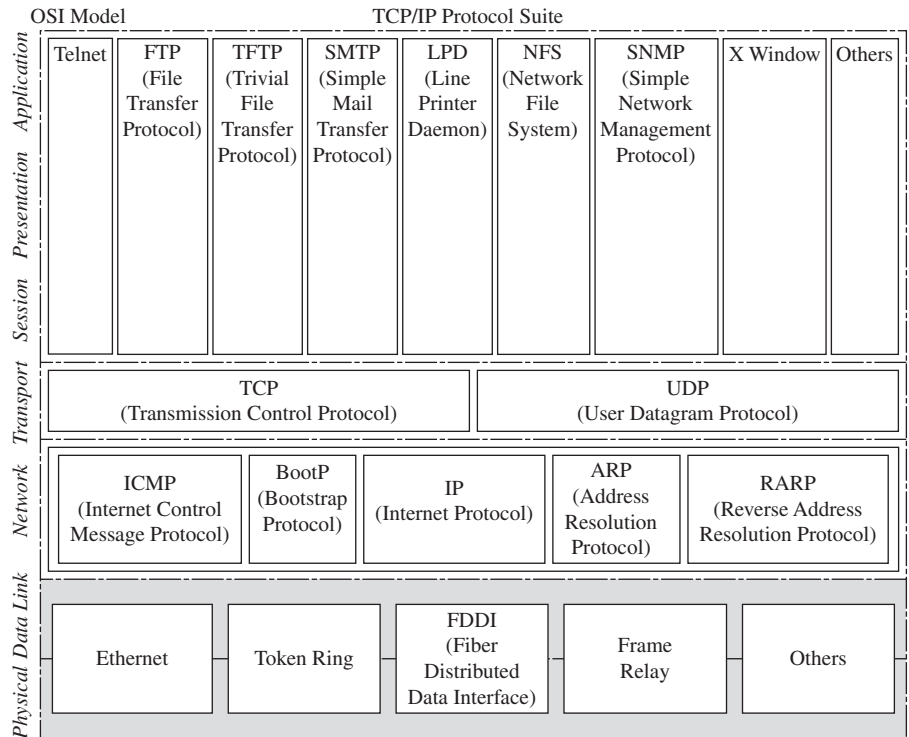 OSI Model
TCP/IP Protocol Suite
Application
Presentation
Session
Telnet
FTP
(File
Transfer
Protocol)
TFTP
(Trivial
File
Transfer
Protocol)
SMTP
(Simple
Mail
Transfer
Protocol)
LPD
(Line
Printer
Daemon)
NFS
(Network
File
System)
SNMP
(Simple
Network
Management
Protocol)
X Window
Others
Transport
TCP
(Transmission Control Protocol)
UDP
(User Datagram Protocol)
Network
ICMP
(Internet Control
Message Protocol)
BootP
(Bootstrap
Protocol)
IP
(Internet Protocol)
ARP
(Address
Resolution
Protocol)
RARP
(Reverse Address
Resolution Protocol)
Data Link
Physical
Ethernet
Token Ring
FDDI
(Fiber
Distributed
Data Interface)
Frame
Relay
Others